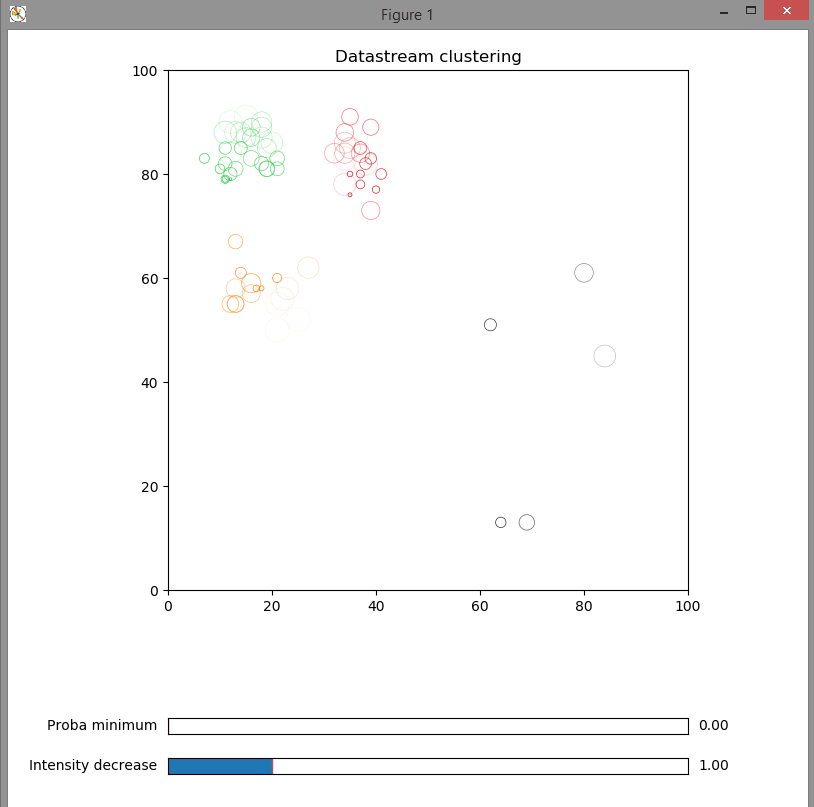 Figure 1
Datastream clustering
100
80
60
40
20
0
0 20 40 60 80 100
Proba minimum 0.00
Intensity decrease 1.00